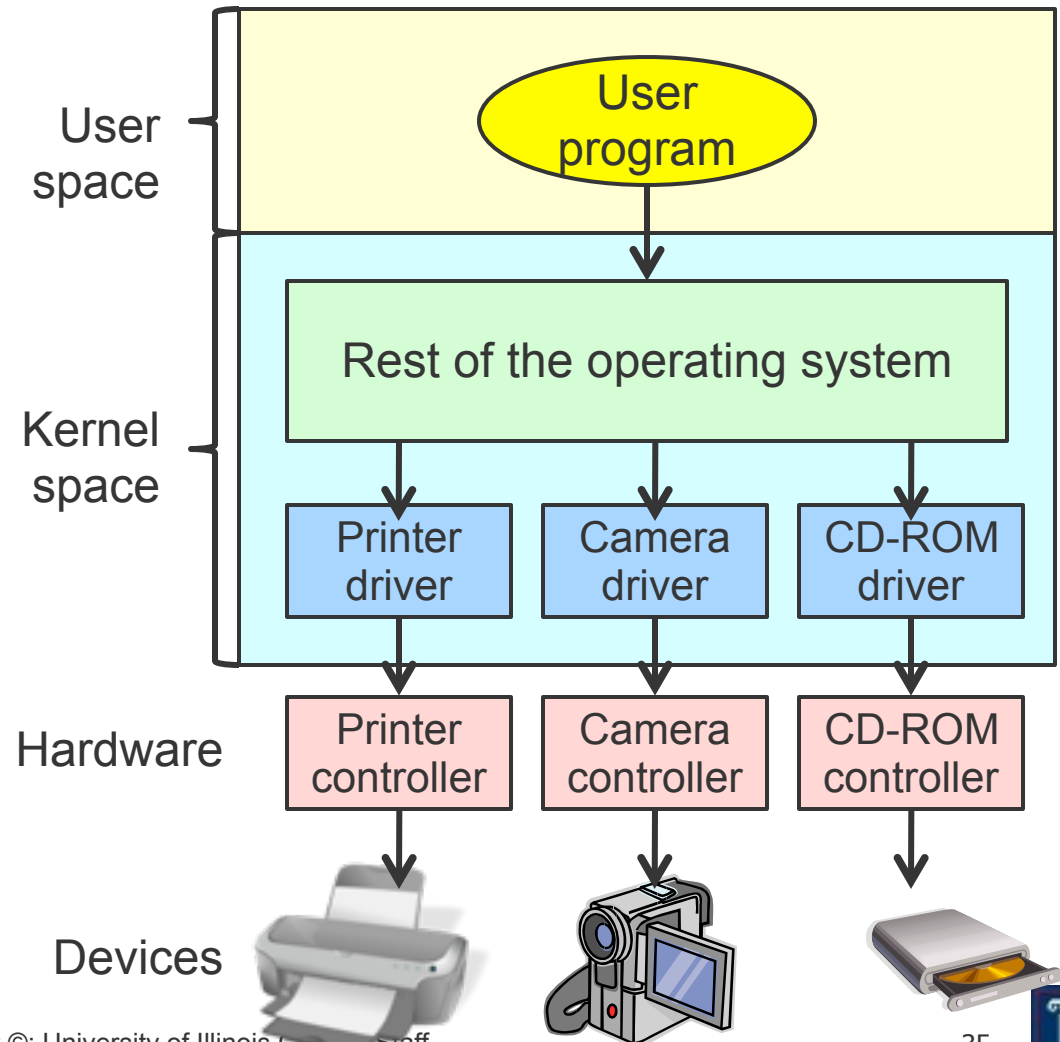 User
space
User
program
Kernel
space
Rest of the operating system
Printer
driver
Camera
driver
CD-ROM
driver
Hardware
Printer
controller
Camera
controller
CD-ROM
controller
Devices
©: University of Illinois